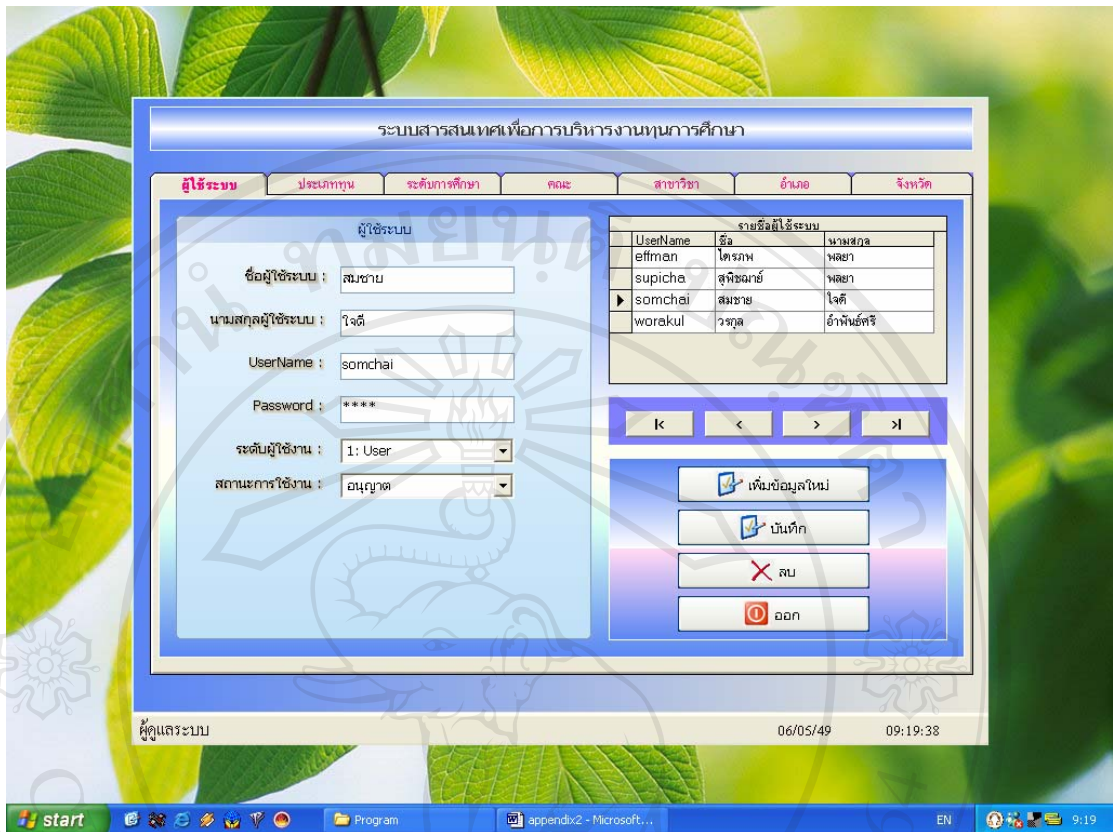 ระบบสารสนเทศเพื่อการบริหารงานทุนการศึกษา
ผู้ใช้ระบบ ประเภททุน ระดับการศึกษา คณะ สาขาวิชา อำเภอ จังหวัด
ผู้ใช้ระบบ
ชื่อผู้ใช้ระบบ : สมชาย
นามสกุลผู้ใช้ระบบ : ใจดี
UserName : somchai
Password : ****
ระดับผู้ใช้งาน : 1: User
สถานะการใช้งาน : อนุญาต
รายชื่อผู้ใช้ระบบ
UserName ชื่อ นามสกุล
effman ไตรภพ พลยา
supicha สุพิชฌาย์ พลยา
somchai สมชาย ใจดี
worakul วรกุล อำพันธ์ศรี
|< < > >|
เพิ่มข้อมูลใหม่
บันทึก
ลบ
ออก
ผู้ดูแลระบบ 06/05/49 09:19:38
start Program appendix2 - Microsoft... EN 9:19